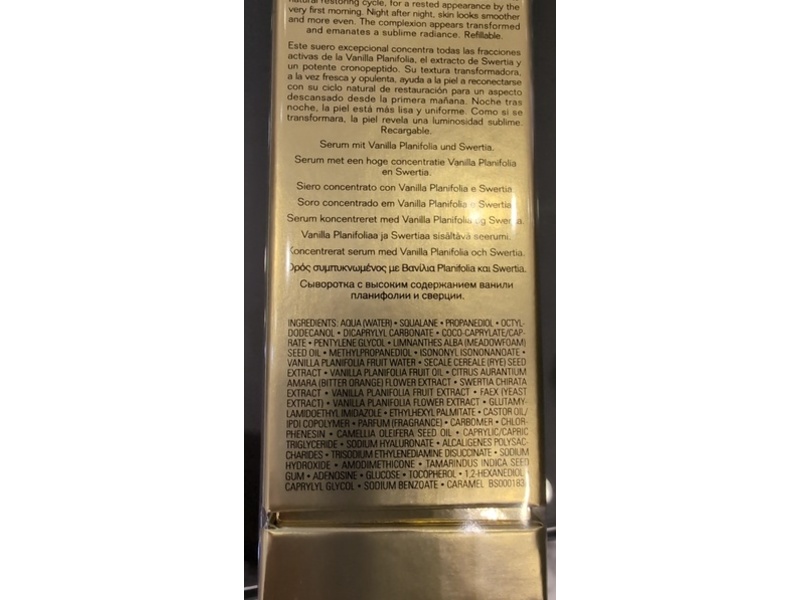 natural restoring cycle, for a rested appearance by the
very first morning. Night after night, skin looks smoother
and more even. The complexion appears transformed
and emanates a sublime radiance. Refillable.
Este suero excepcional concentra todas las fracciones
activas de la Vanilla Planifolia, el extracto de Swertia y
un potente cronopeptido. Su textura transformadora,
a la vez fresca y opulenta, ayuda a la piel a reconectarse
con su ciclo natural de restauración para un aspecto
descansado desde la primera mañana. Noche tras
noche, la piel está más lisa y uniforme. Como si se
transformara, la piel revela una luminosidad sublime.
Recargable.
Serum mit Vanilla Planifolia und Swertia.
Serum met een hoge concentratie Vanilla Planifolia
en Swertia.
Siero concentrato con Vanilla Planifolia e Swertia.
Soro concentrado em Vanilla Planifolia e Swertia.
Serum koncentreret med Vanilla Planifolia og Swertia.
Vanilla Planifoliaa ja Swertiaa sisältävä seerumi.
Koncentrerat serum med Vanilla Planifolia och Swertia.
Ορός συμπυκνωμένος με Βανίλια Planifolia και Swertia.
Сыворотка с высоким содержанием ванили
планифолии и сверции.
INGREDIENTS: AQUA (WATER) • SQUALANE • PROPANEDIOL • OCTYL-
DODECANOL • DICAPRYLYL CARBONATE • COCO-CAPRYLATE/CAP-
RATE • PENTYLENE GLYCOL • LIMNANTHES ALBA (MEADOWFOAM)
SEED OIL • METHYLPROPANEDIOL • ISONONYL ISONONANOATE •
VANILLA PLANIFOLIA FRUIT WATER • SECALE CEREALE (RYE) SEED
EXTRACT • VANILLA PLANIFOLIA FRUIT OIL • CITRUS AURANTIUM
AMARA (BITTER ORANGE) FLOWER EXTRACT • SWERTIA CHIRATA
EXTRACT • VANILLA PLANIFOLIA FRUIT EXTRACT • FAEX (YEAST
EXTRACT) • VANILLA PLANIFOLIA FLOWER EXTRACT • GLUTAMY-
LAMIDOETHYL IMIDAZOLE • ETHYLHEXYL PALMITATE • CASTOR OIL/
IPDI COPOLYMER • PARFUM (FRAGRANCE) • CARBOMER • CHLOR-
PHENESIN • CAMELLIA OLEIFERA SEED OIL • CAPRYLIC/CAPRIC
TRIGLYCERIDE • SODIUM HYALURONATE • ALCALIGENES POLYSAC-
CHARIDES • TRISODIUM ETHYLENEDIAMINE DISUCCINATE • SODIUM
HYDROXIDE • AMODIMETHICONE • TAMARINDUS INDICA SEED
GUM • ADENOSINE • GLUCOSE • TOCOPHEROL • 1,2-HEXANEDIOL •
CAPRYLYL GLYCOL • SODIUM BENZOATE • CARAMEL BS000183